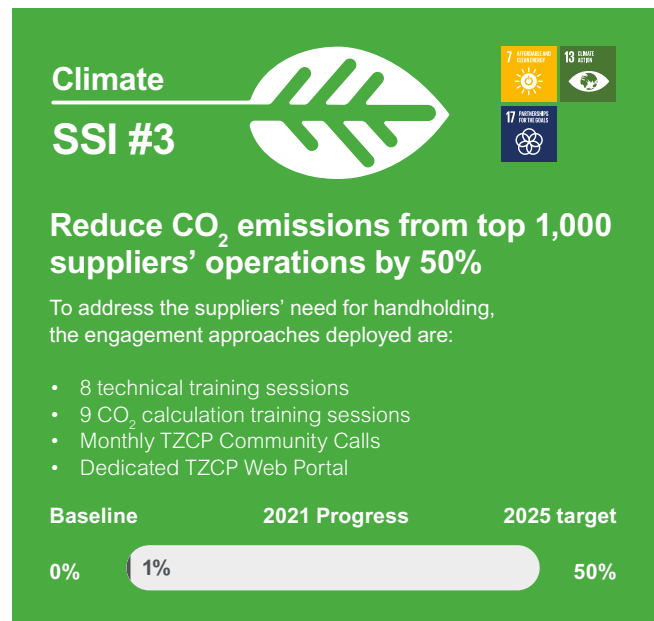 Climate
SSI #3
7 AFFORDABLE AND
CLEAN ENERGY
13 CLIMATE
ACTION
17 PARTNERSHIPS
FOR THE GOALS
Reduce CO₂ emissions from top 1,000
suppliers’ operations by 50%
To address the suppliers’ need for handholding,
the engagement approaches deployed are:
• 8 technical training sessions
• 9 CO₂ calculation training sessions
• Monthly TZCP Community Calls
• Dedicated TZCP Web Portal
Baseline 2021 Progress 2025 target
0% 1% 50%